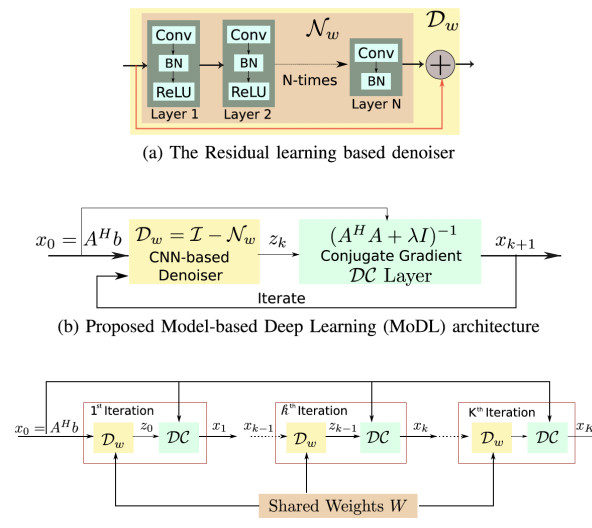 𝒩_w 𝒟_w
Conv Conv Conv
BN BN BN
ReLU ReLU
N-times
Layer 1 Layer 2 Layer N
(a) The Residual learning based denoiser
x_0 = A^H b
𝒟_w = ℐ − 𝒩_w
CNN-based
Denoiser
z_k
(A^H A + λI)^{-1}
Conjugate Gradient
𝒟𝒞 Layer
x_{k+1}
Iterate
(b) Proposed Model-based Deep Learning (MoDL) architecture
1^st Iteration k^th Iteration K^th Iteration
x_0 = A^H b 𝒟_w z_0 𝒟𝒞 x_1 x_{k−1} 𝒟_w z_{k−1} 𝒟𝒞 x_k 𝒟_w 𝒟𝒞 x_K
Shared Weights W